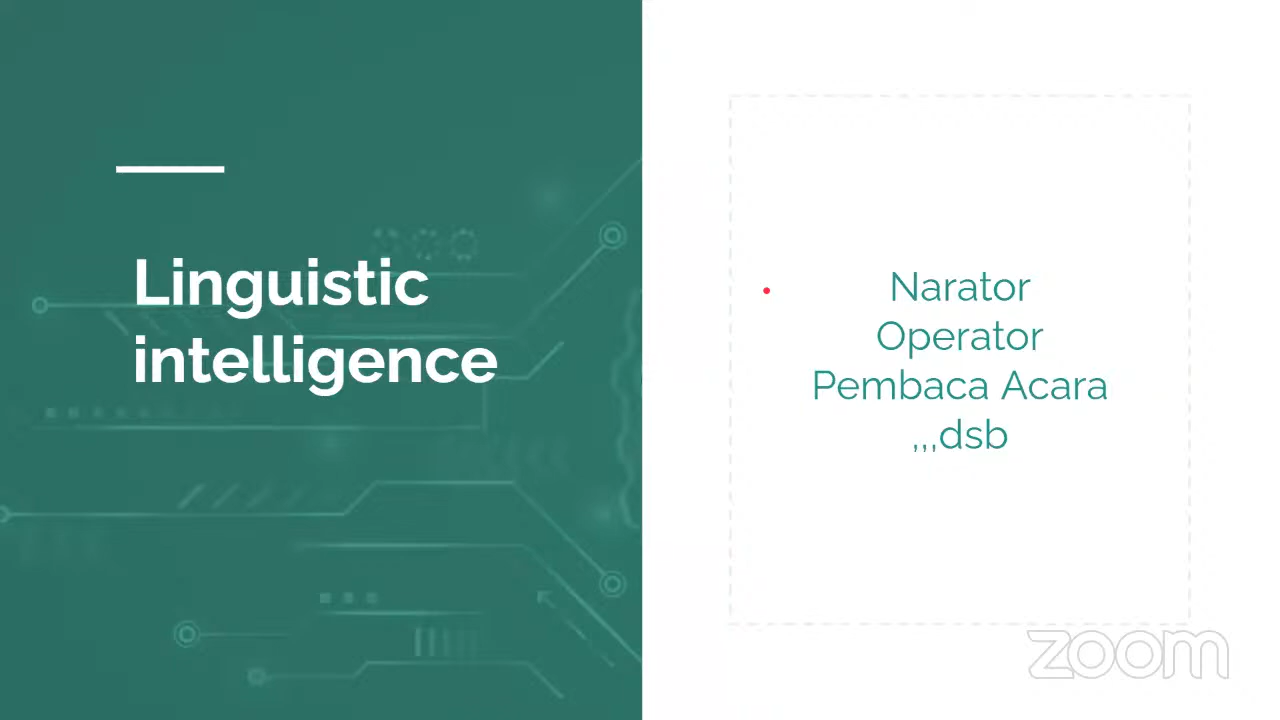 Linguistic
intelligence
Narator
Operator
Pembaca Acara
,,,dsb
zoom